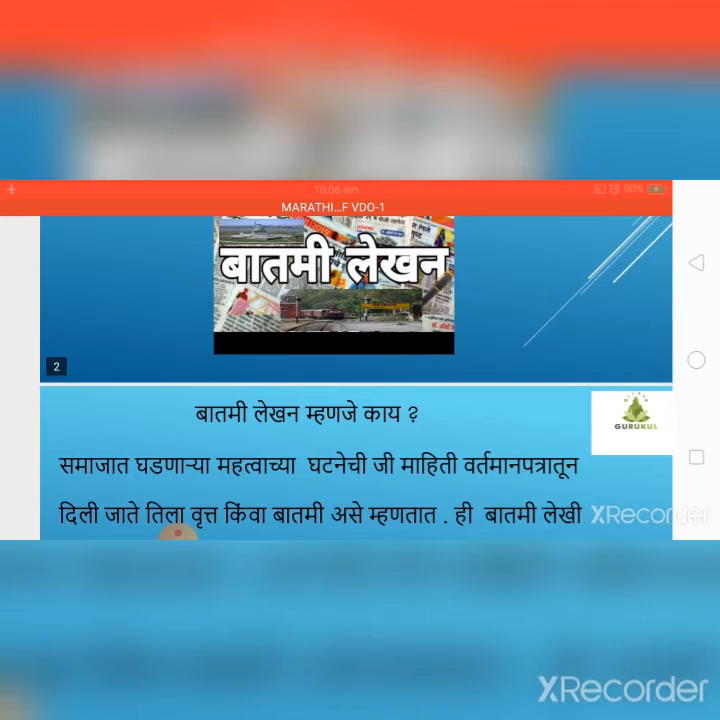 10:06 am
90%
MARATHI...F VDO-1
बातमी लेखन
2
बातमी लेखन म्हणजे काय ?
GURUKUL
समाजात घडणाऱ्या महत्वाच्या घटनेची जी माहिती वर्तमानपत्रातून
दिली जाते तिला वृत्त किंवा बातमी असे म्हणतात . ही बातमी लेखी
XRecorder
XRecorder